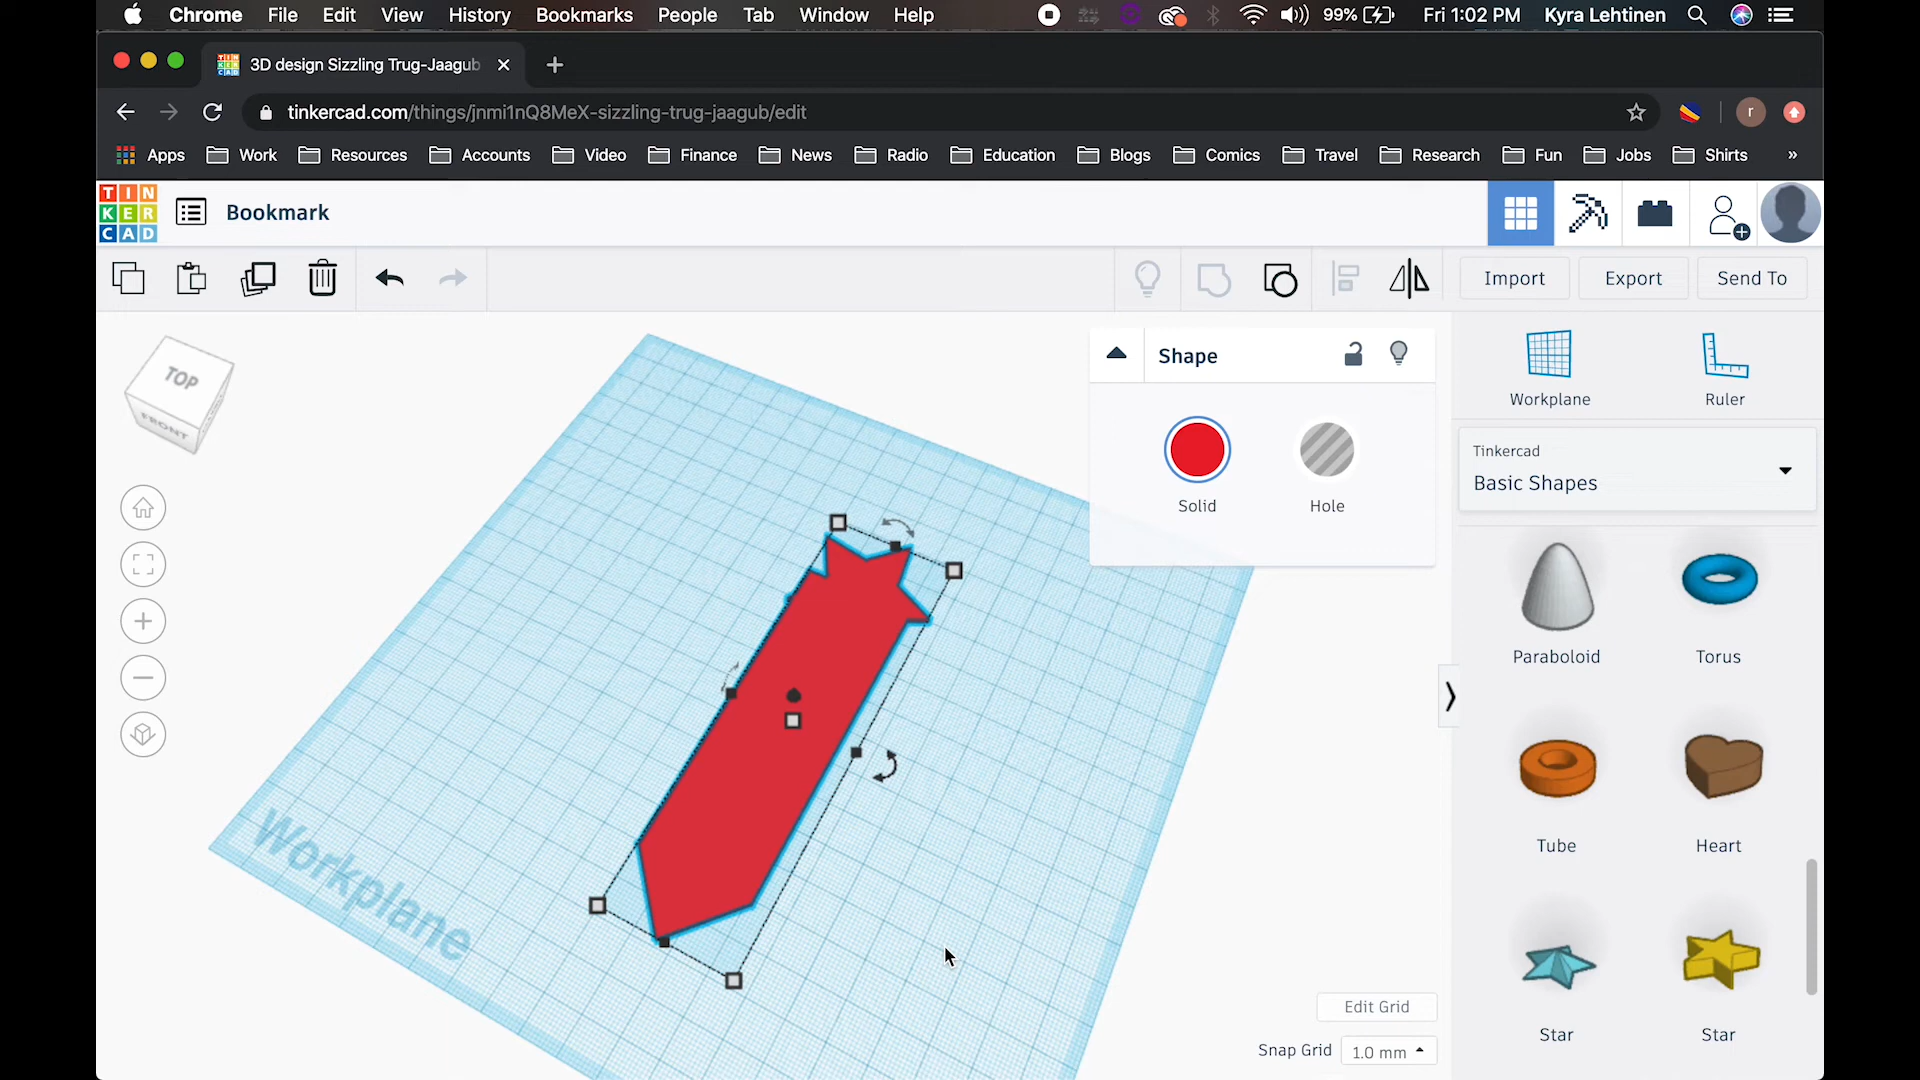 Chrome File Edit View History Bookmarks People Tab Window Help 99% Fri 1:02 PM Kyra Lehtinen
3D design Sizzling Trug-Jaagub
tinkercad.com/things/jnmi1nQ8MeX-sizzling-trug-jaagub/edit r
Apps Work Resources Accounts Video Finance News Radio Education Blogs Comics Travel Research Fun Jobs Shirts »
TIN
KER
CAD
Bookmark
Import Export Send To
TOP
FRONT
Shape
Solid Hole
Workplane Ruler
Tinkercad
Basic Shapes
Paraboloid Torus
Tube Heart
Star Star
Workplane
Edit Grid
Snap Grid 1.0 mm